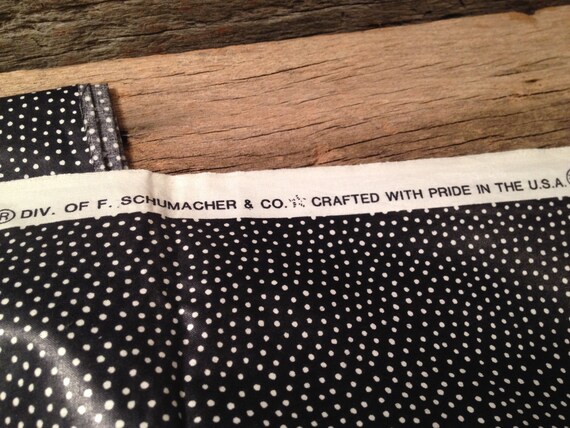 ® DIV. OF F. SCHUMACHER & CO. CRAFTED WITH PRIDE IN THE U.S.A. ®